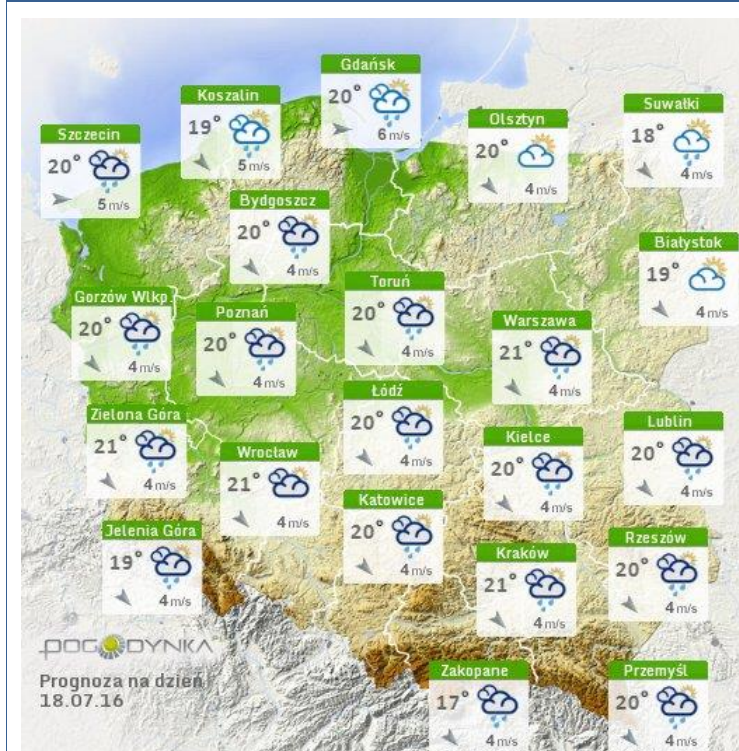 Gdańsk
20°
6 m/s
Koszalin
19°
5 m/s
Olsztyn
20°
4 m/s
Suwałki
18°
4 m/s
Szczecin
20°
5 m/s
Bydgoszcz
20°
4 m/s
Białystok
19°
4 m/s
Gorzów Wlkp.
20°
4 m/s
Poznań
20°
4 m/s
Toruń
20°
4 m/s
Warszawa
21°
4 m/s
Zielona Góra
21°
4 m/s
Łódź
20°
4 m/s
Lublin
20°
4 m/s
Wrocław
21°
4 m/s
Kielce
20°
4 m/s
Katowice
20°
4 m/s
Jelenia Góra
19°
4 m/s
Kraków
21°
4 m/s
Rzeszów
20°
4 m/s
Zakopane
17°
4 m/s
Przemyśl
20°
4 m/s
POGODYNKA
Prognoza na dzień
18.07.16